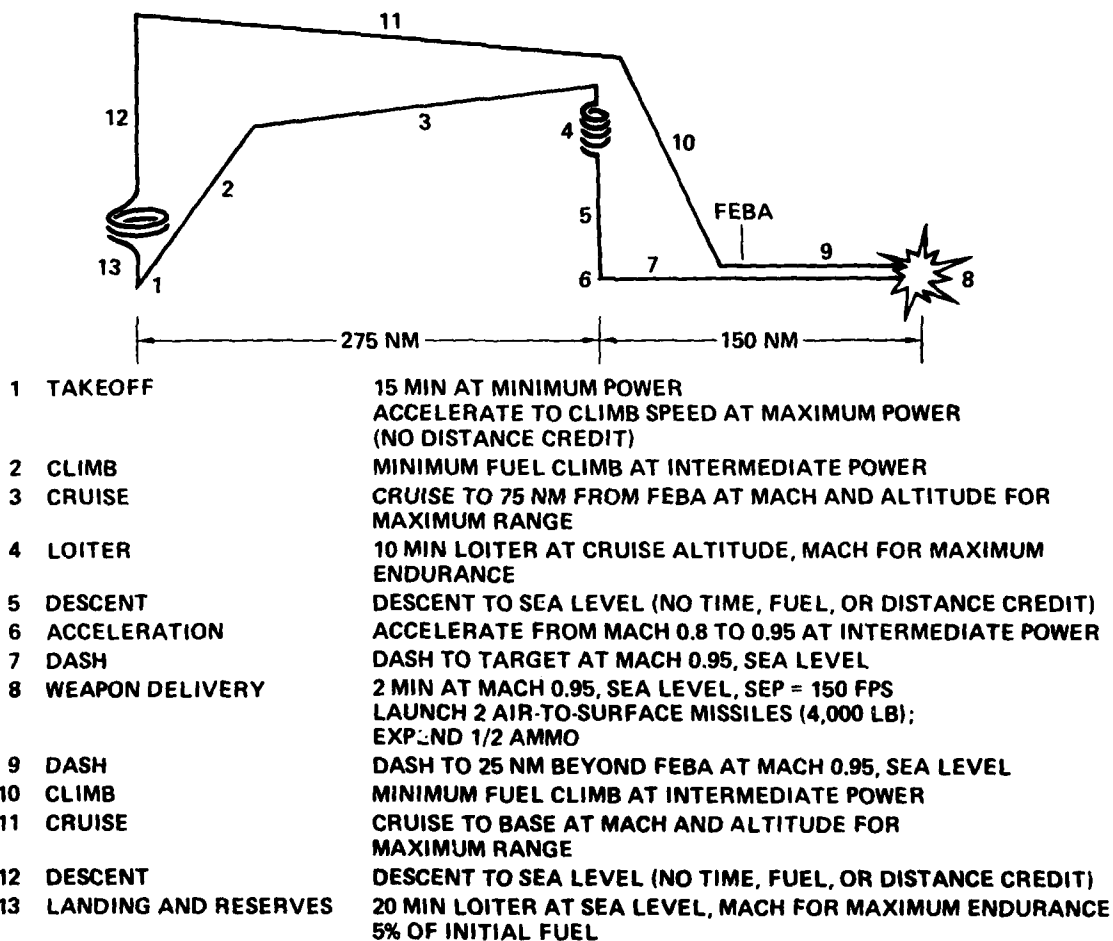 11
12
3
4
10
2
FEBA
5
13
1
7
9
6
8
275 NM
150 NM
1 TAKEOFF 15 MIN AT MINIMUM POWER
ACCELERATE TO CLIMB SPEED AT MAXIMUM POWER
(NO DISTANCE CREDIT)
2 CLIMB MINIMUM FUEL CLIMB AT INTERMEDIATE POWER
3 CRUISE CRUISE TO 75 NM FROM FEBA AT MACH AND ALTITUDE FOR
MAXIMUM RANGE
4 LOITER 10 MIN LOITER AT CRUISE ALTITUDE, MACH FOR MAXIMUM
ENDURANCE
5 DESCENT DESCENT TO SEA LEVEL (NO TIME, FUEL, OR DISTANCE CREDIT)
6 ACCELERATION ACCELERATE FROM MACH 0.8 TO 0.95 AT INTERMEDIATE POWER
7 DASH DASH TO TARGET AT MACH 0.95, SEA LEVEL
8 WEAPON DELIVERY 2 MIN AT MACH 0.95, SEA LEVEL, SEP = 150 FPS
LAUNCH 2 AIR-TO-SURFACE MISSILES (4,000 LB);
EXPEND 1/2 AMMO
9 DASH DASH TO 25 NM BEYOND FEBA AT MACH 0.95, SEA LEVEL
10 CLIMB MINIMUM FUEL CLIMB AT INTERMEDIATE POWER
11 CRUISE CRUISE TO BASE AT MACH AND ALTITUDE FOR
MAXIMUM RANGE
12 DESCENT DESCENT TO SEA LEVEL (NO TIME, FUEL, OR DISTANCE CREDIT)
13 LANDING AND RESERVES 20 MIN LOITER AT SEA LEVEL, MACH FOR MAXIMUM ENDURANCE
5% OF INITIAL FUEL